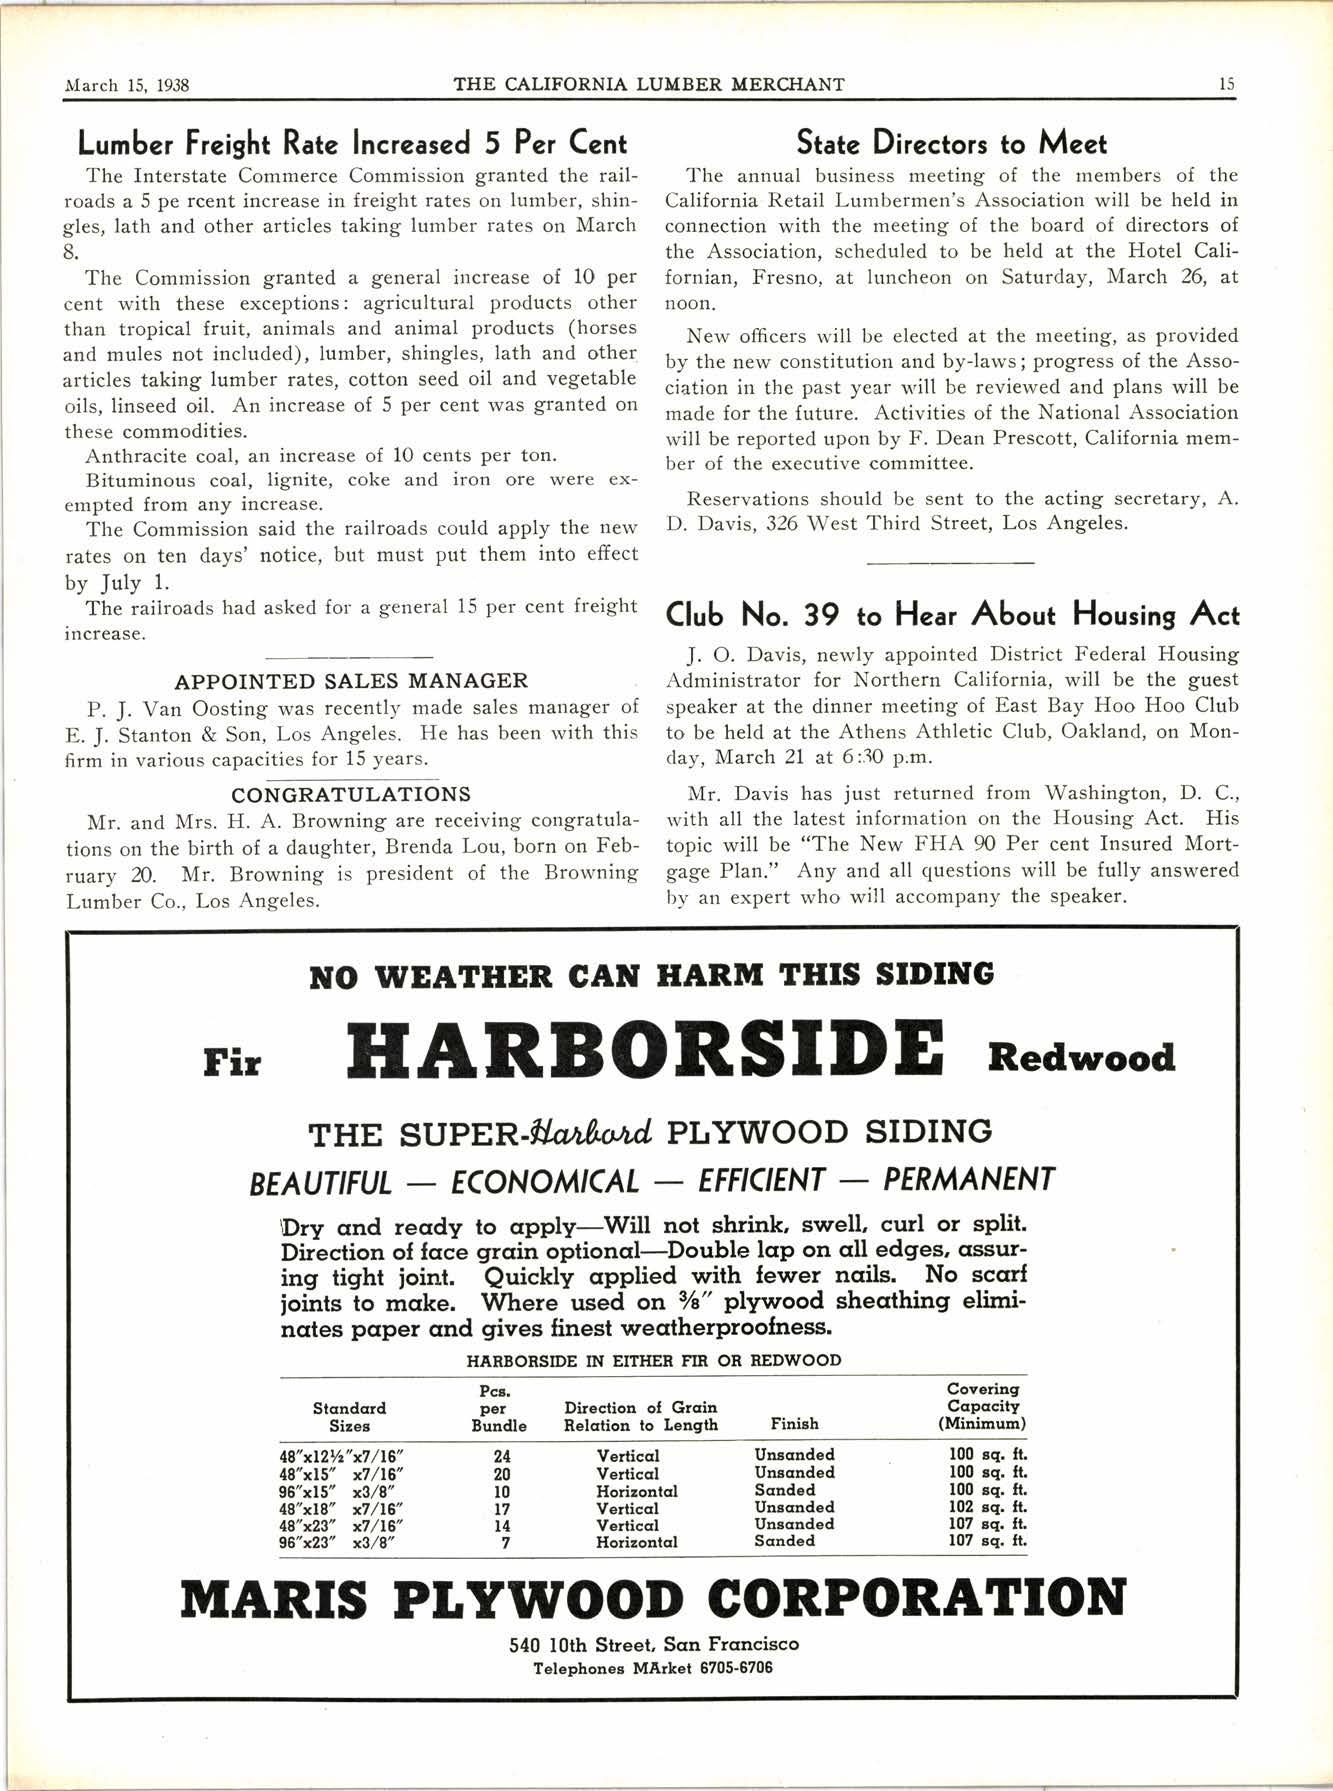 March 15, 1938 THE CALIFORNIA LUMBER MERCHANT 15
Lumber Freight Rate Increased 5 Per Cent
The Interstate Commerce Commission granted the rail-
roads a 5 pe rcent increase in freight rates on lumber, shin-
gles, lath and other articles taking lumber rates on March
8.
The Commission granted a general increase of 10 per
cent with these exceptions: agricultural products other
than tropical fruit, animals and animal products (horses
and mules not included), lumber, shingles, lath and other
articles taking lumber rates, cotton seed oil and vegetable
oils, linseed oil. An increase of 5 per cent was granted on
these commodities.
Anthracite coal, an increase of 10 cents per ton.
Bituminous coal, lignite, coke and iron ore were ex-
empted from any increase.
The Commission said the railroads could apply the new
rates on ten days' notice, but must put them into effect
by July 1.
The railroads had asked for a general 15 per cent freight
increase.
APPOINTED SALES MANAGER
P. J. Van Oosting was recently made sales manager of
E. J. Stanton & Son, Los Angeles. He has been with this
firm in various capacities for 15 years.
CONGRATULATIONS
Mr. and Mrs. H. A. Browning are receiving congratula-
tions on the birth of a daughter, Brenda Lou, born on Feb-
ruary 20. Mr. Browning is president of the Browning
Lumber Co., Los Angeles.
State Directors to Meet
The annual business meeting of the members of the
California Retail Lumbermen's Association will be held in
connection with the meeting of the board of directors of
the Association, scheduled to be held at the Hotel Cali-
fornian, Fresno, at luncheon on Saturday, March 26, at
noon.
New officers will be elected at the meeting, as provided
by the new constitution and by-laws; progress of the Asso-
ciation in the past year will be reviewed and plans will be
made for the future. Activities of the National Association
will be reported upon by F. Dean Prescott, California mem-
ber of the executive committee.
Reservations should be sent to the acting secretary, A.
D. Davis, 326 West Third Street, Los Angeles.
Club No. 39 to Hear About Housing Act
J. O. Davis, newly appointed District Federal Housing
Administrator for Northern California, will be the guest
speaker at the dinner meeting of East Bay Hoo Hoo Club
to be held at the Athens Athletic Club, Oakland, on Mon-
day, March 21 at 6:30 p.m.
Mr. Davis has just returned from Washington, D. C.,
with all the latest information on the Housing Act. His
topic will be "The New FHA 90 Per cent Insured Mort-
gage Plan." Any and all questions will be fully answered
by an expert who will accompany the speaker.
NO WEATHER CAN HARM THIS SIDING
Fir HARBORSIDE Redwood
THE SUPER-Harbord PLYWOOD SIDING
BEAUTIFUL — ECONOMICAL — EFFICIENT — PERMANENT
Dry and ready to apply—Will not shrink, swell, curl or split.
Direction of face grain optional—Double lap on all edges, assur-
ing tight joint. Quickly applied with fewer nails. No scarf
joints to make. Where used on ⅜" plywood sheathing elimi-
nates paper and gives finest weatherproofness.
HARBORSIDE IN EITHER FIR OR REDWOOD
Standard Sizes Pcs. per Bundle Direction of Grain Relation to Length Finish Covering Capacity (Minimum)
48"x12½"x7/16" 24 Vertical Unsanded 100 sq. ft.
48"x15" x7/16" 20 Vertical Unsanded 100 sq. ft.
96"x15" x3/8" 10 Horizontal Sanded 100 sq. ft.
48"x18" x7/16" 17 Vertical Unsanded 102 sq. ft.
48"x23" x7/16" 14 Vertical Unsanded 107 sq. ft.
96"x23" x3/8" 7 Horizontal Sanded 107 sq. ft.
MARIS PLYWOOD CORPORATION
540 10th Street, San Francisco
Telephones MArket 6705-6706